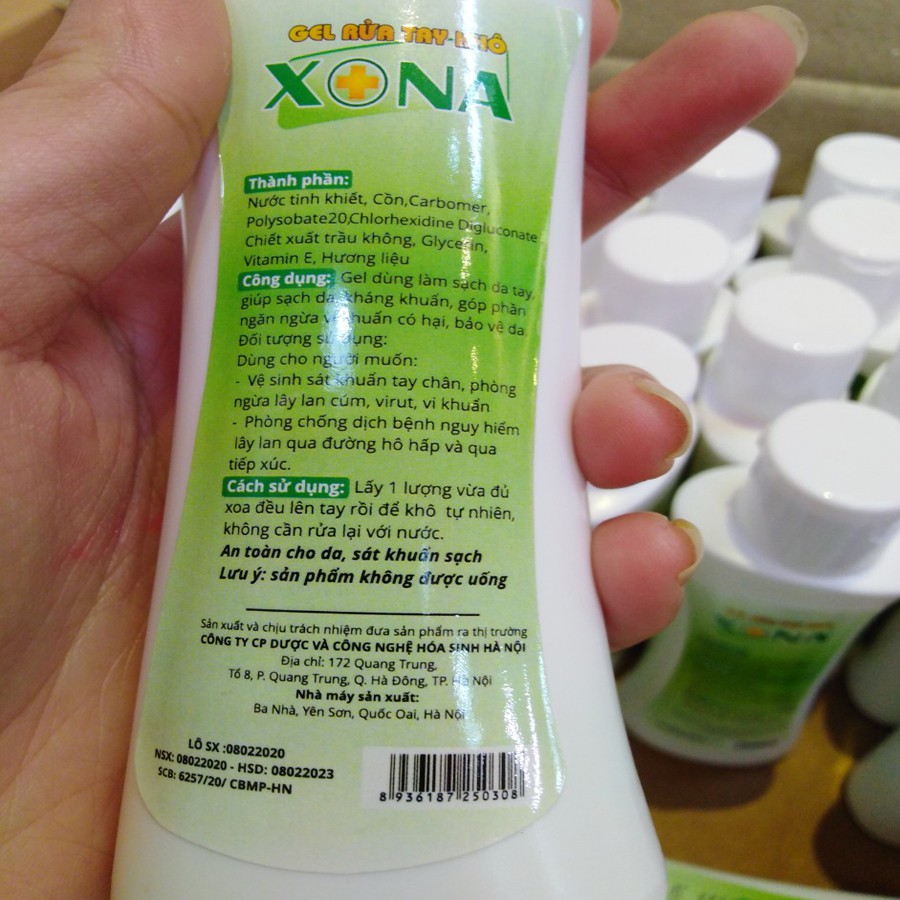 GEL RỬA TAY KHÔ
XONA
Thành phần:
Nước tinh khiết, Cồn,Carbomer,
Polysobate20,Chlorhexidine Digluconate
Chiết xuất trầu không, Glycerin,
Vitamin E, Hương liệu
Công dụng: Gel dùng làm sạch da tay,
giúp sạch da, kháng khuẩn, góp phần
ngăn ngừa vi khuẩn có hại, bảo vệ da
Đối tượng sử dụng:
Dùng cho người muốn:
- Vệ sinh sát khuẩn tay chân, phòng
ngừa lây lan cúm, virut, vi khuẩn
- Phòng chống dịch bệnh nguy hiểm
lây lan qua đường hô hấp và qua
tiếp xúc.
Cách sử dụng: Lấy 1 lượng vừa đủ
xoa đều lên tay rồi để khô tự nhiên,
không cần rửa lại với nước.
An toàn cho da, sát khuẩn sạch
Lưu ý: sản phẩm không được uống
Sản xuất và chịu trách nhiệm đưa sản phẩm ra thị trường
CÔNG TY CP DƯỢC VÀ CÔNG NGHỆ HÓA SINH HÀ NỘI
Địa chỉ: 172 Quang Trung,
Tổ 8, P. Quang Trung, Q. Hà Đông, TP. Hà Nội
Nhà máy sản xuất:
Ba Nhà, Yên Sơn, Quốc Oai, Hà Nội
LÔ SX :08022020
NSX: 08022020 - HSD: 08022023
SCB: 6257/20/ CBMP-HN
8 936187 250308
XONA